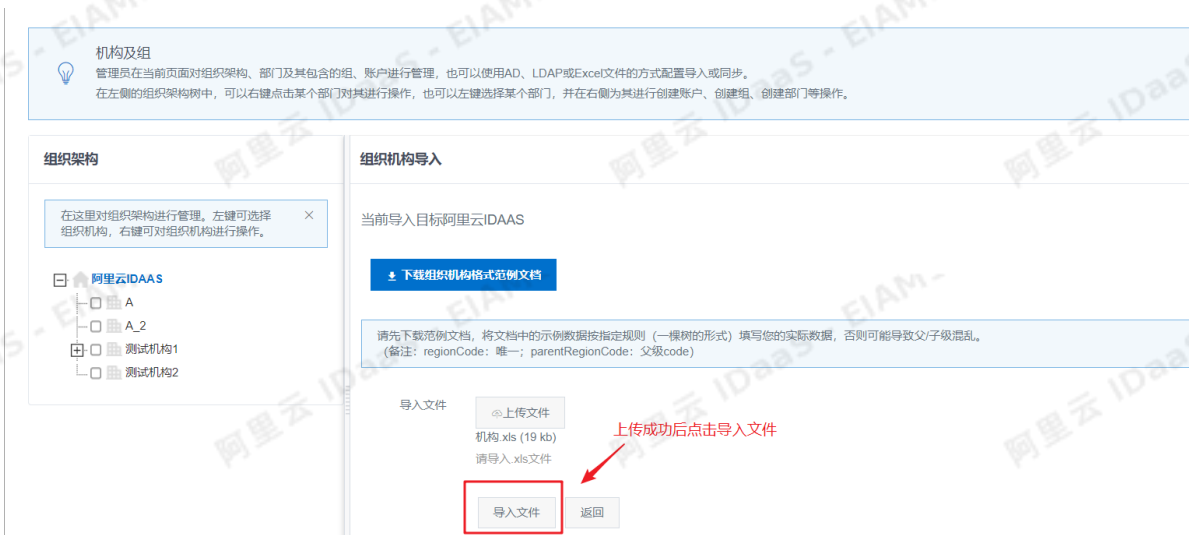 机构及组
管理员在当前页面对组织架构、部门及其包含的组、账户进行管理，也可以使用AD、LDAP或Excel文件的方式配置导入或同步。
在左侧的组织架构树中，可以右键点击某个部门对其进行操作，也可以左键选择某个部门，并在右侧为其进行创建账户、创建组、创建部门等操作。
组织架构
在这里对组织架构进行管理。左键可选择
组织机构，右键可对组织机构进行操作。
阿里云IDAAS
A
A_2
测试机构1
测试机构2
组织机构导入
当前导入目标阿里云IDAAS
下载组织机构格式范例文档
请先下载范例文档，将文档中的示例数据按指定规则（一棵树的形式）填写您的实际数据，否则可能导致父/子级混乱。
（备注：regionCode：唯一；parentRegionCode：父级code）
导入文件
上传文件
机构.xls (19 kb)
请导入.xls文件
上传成功后点击导入文件
导入文件
返回
阿里云 IDaaS - EIAM-